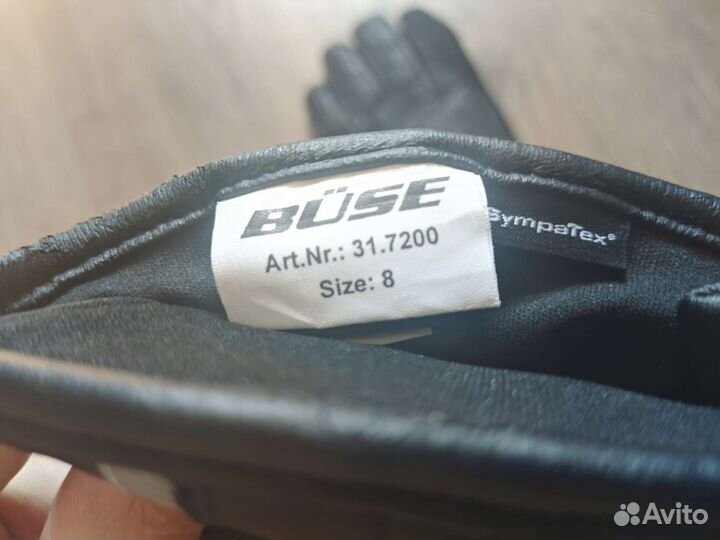 BÜSE
Art.Nr.: 31.7200
Size: 8
SympaTex®
Avito